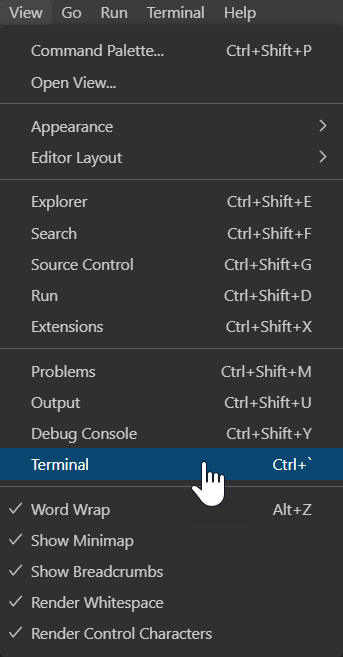 View Go Run Terminal Help
Command Palette... Ctrl+Shift+P
Open View...
Appearance
Editor Layout
Explorer Ctrl+Shift+E
Search Ctrl+Shift+F
Source Control Ctrl+Shift+G
Run Ctrl+Shift+D
Extensions Ctrl+Shift+X
Problems Ctrl+Shift+M
Output Ctrl+Shift+U
Debug Console Ctrl+Shift+Y
Terminal Ctrl+`
Word Wrap Alt+Z
Show Minimap
Show Breadcrumbs
Render Whitespace
Render Control Characters